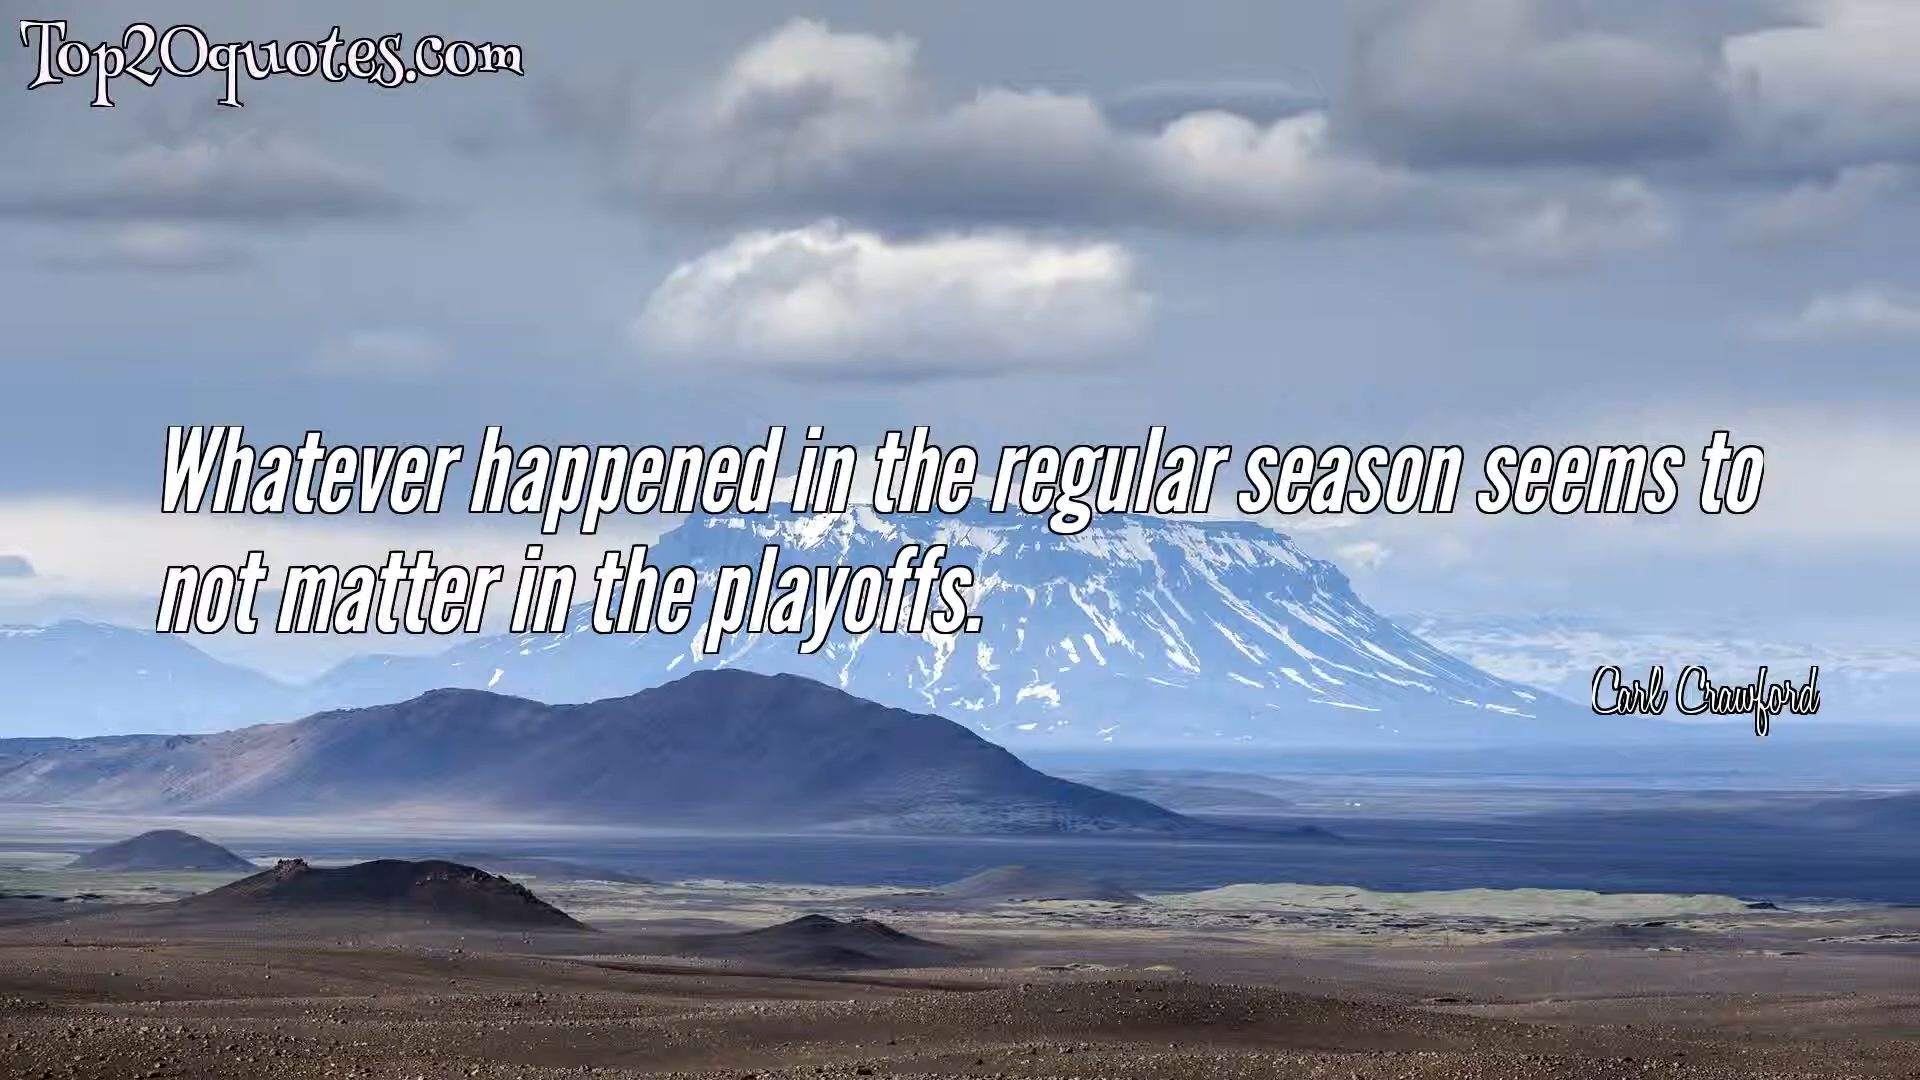 Top20quotes.com
Whatever happened in the regular season seems to
not matter in the playoffs.
Carl Crawford